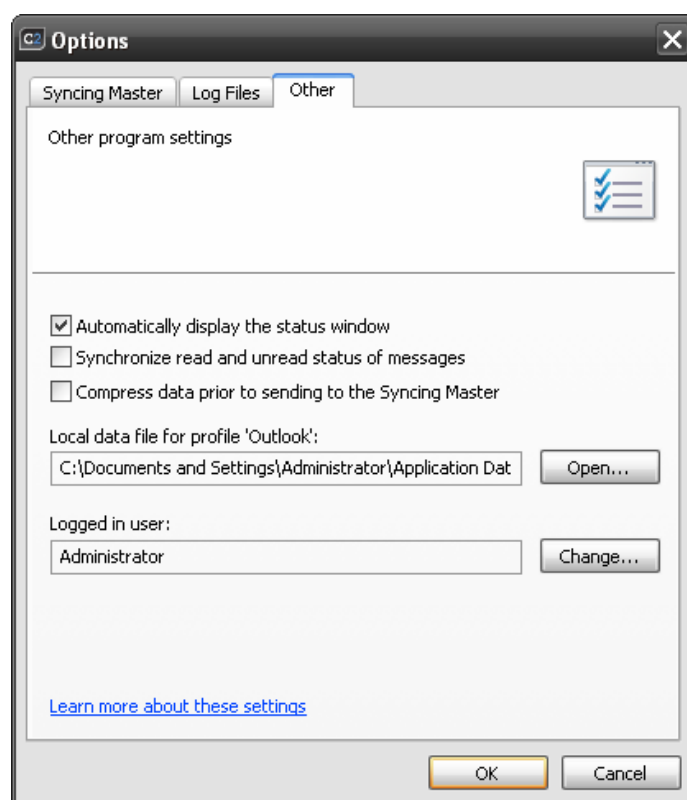 C2 Options
Syncing Master Log Files Other
Other program settings
Automatically display the status window
Synchronize read and unread status of messages
Compress data prior to sending to the Syncing Master
Local data file for profile 'Outlook':
C:\Documents and Settings\Administrator\Application Dat Open...
Logged in user:
Administrator Change...
Learn more about these settings
OK Cancel